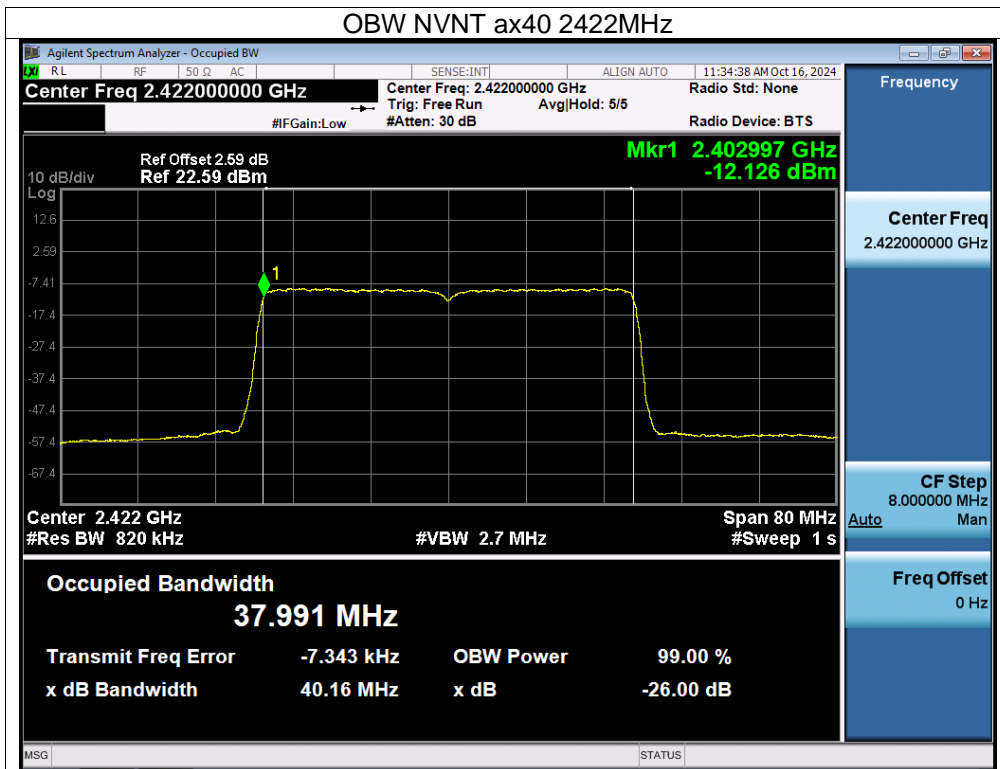 OBW NVNT ax40 2422MHz
Agilent Spectrum Analyzer - Occupied BW
LXI RL RF 50 Ω AC SENSE:INT ALIGN AUTO 11:34:38 AM Oct 16, 2024
Center Freq 2.422000000 GHz Center Freq: 2.422000000 GHz Radio Std: None
Trig: Free Run Avg|Hold: 5/5
#IFGain:Low #Atten: 30 dB Radio Device: BTS
Frequency
Ref Offset 2.59 dB Mkr1 2.402997 GHz
10 dB/div Ref 22.59 dBm -12.126 dBm
Log
12.6
2.59
-7.41
-17.4
-27.4
-37.4
-47.4
-57.4
-67.4
1
Center 2.422 GHz Span 80 MHz
#Res BW 820 kHz #VBW 2.7 MHz #Sweep 1 s
Occupied Bandwidth
37.991 MHz
Transmit Freq Error -7.343 kHz OBW Power 99.00 %
x dB Bandwidth 40.16 MHz x dB -26.00 dB
Center Freq
2.422000000 GHz
CF Step
8.000000 MHz
Auto Man
Freq Offset
0 Hz
MSG STATUS